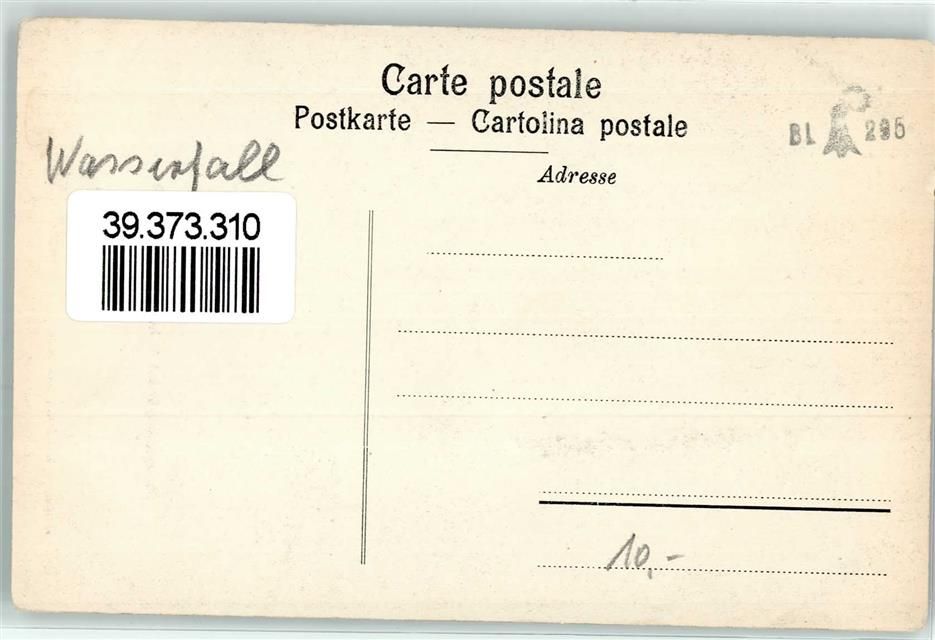 Carte postale
Postkarte — Cartolina postale
BL 295
Wasserfall
Adresse
39.373.310
10,-